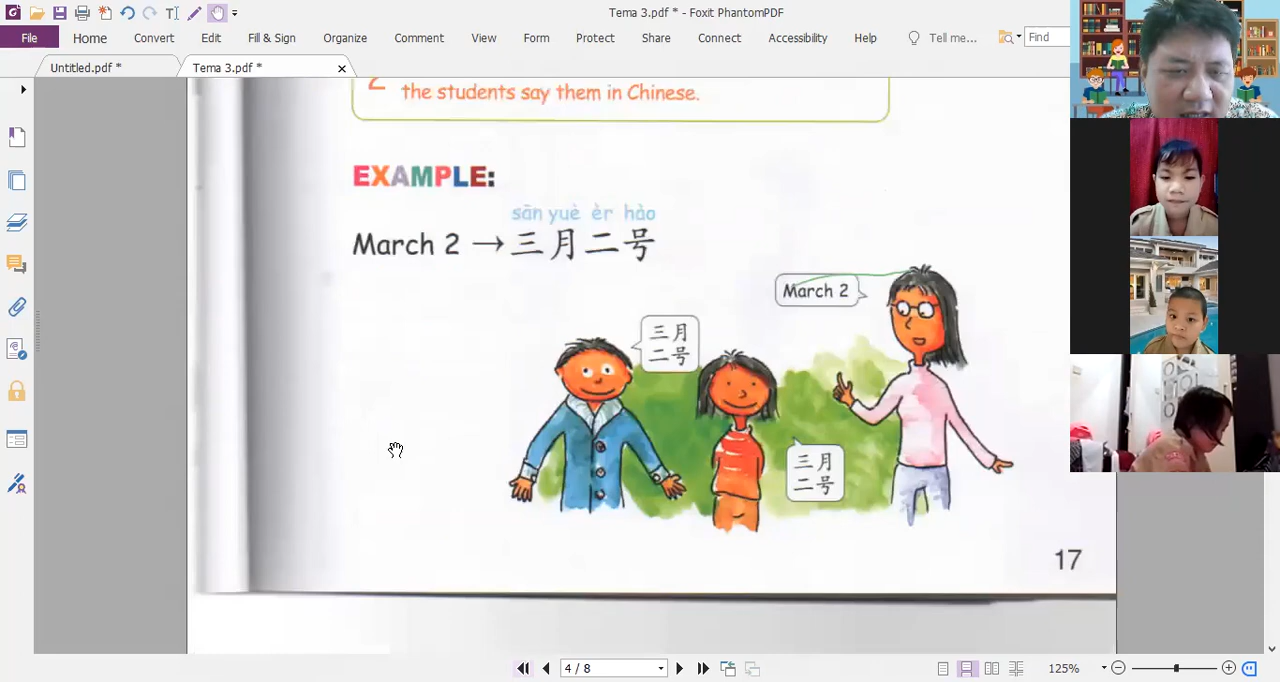 Tema 3.pdf * - Foxit PhantomPDF
File Home Convert Edit Fill & Sign Organize Comment View Form Protect Share Connect Accessibility Help Tell me... Find
Untitled.pdf * Tema 3.pdf *
the students say them in Chinese.
EXAMPLE:
sān yuè èr hào
March 2 → 三月二号
March 2
三月
二号
三月
二号
17
4 / 8
125%